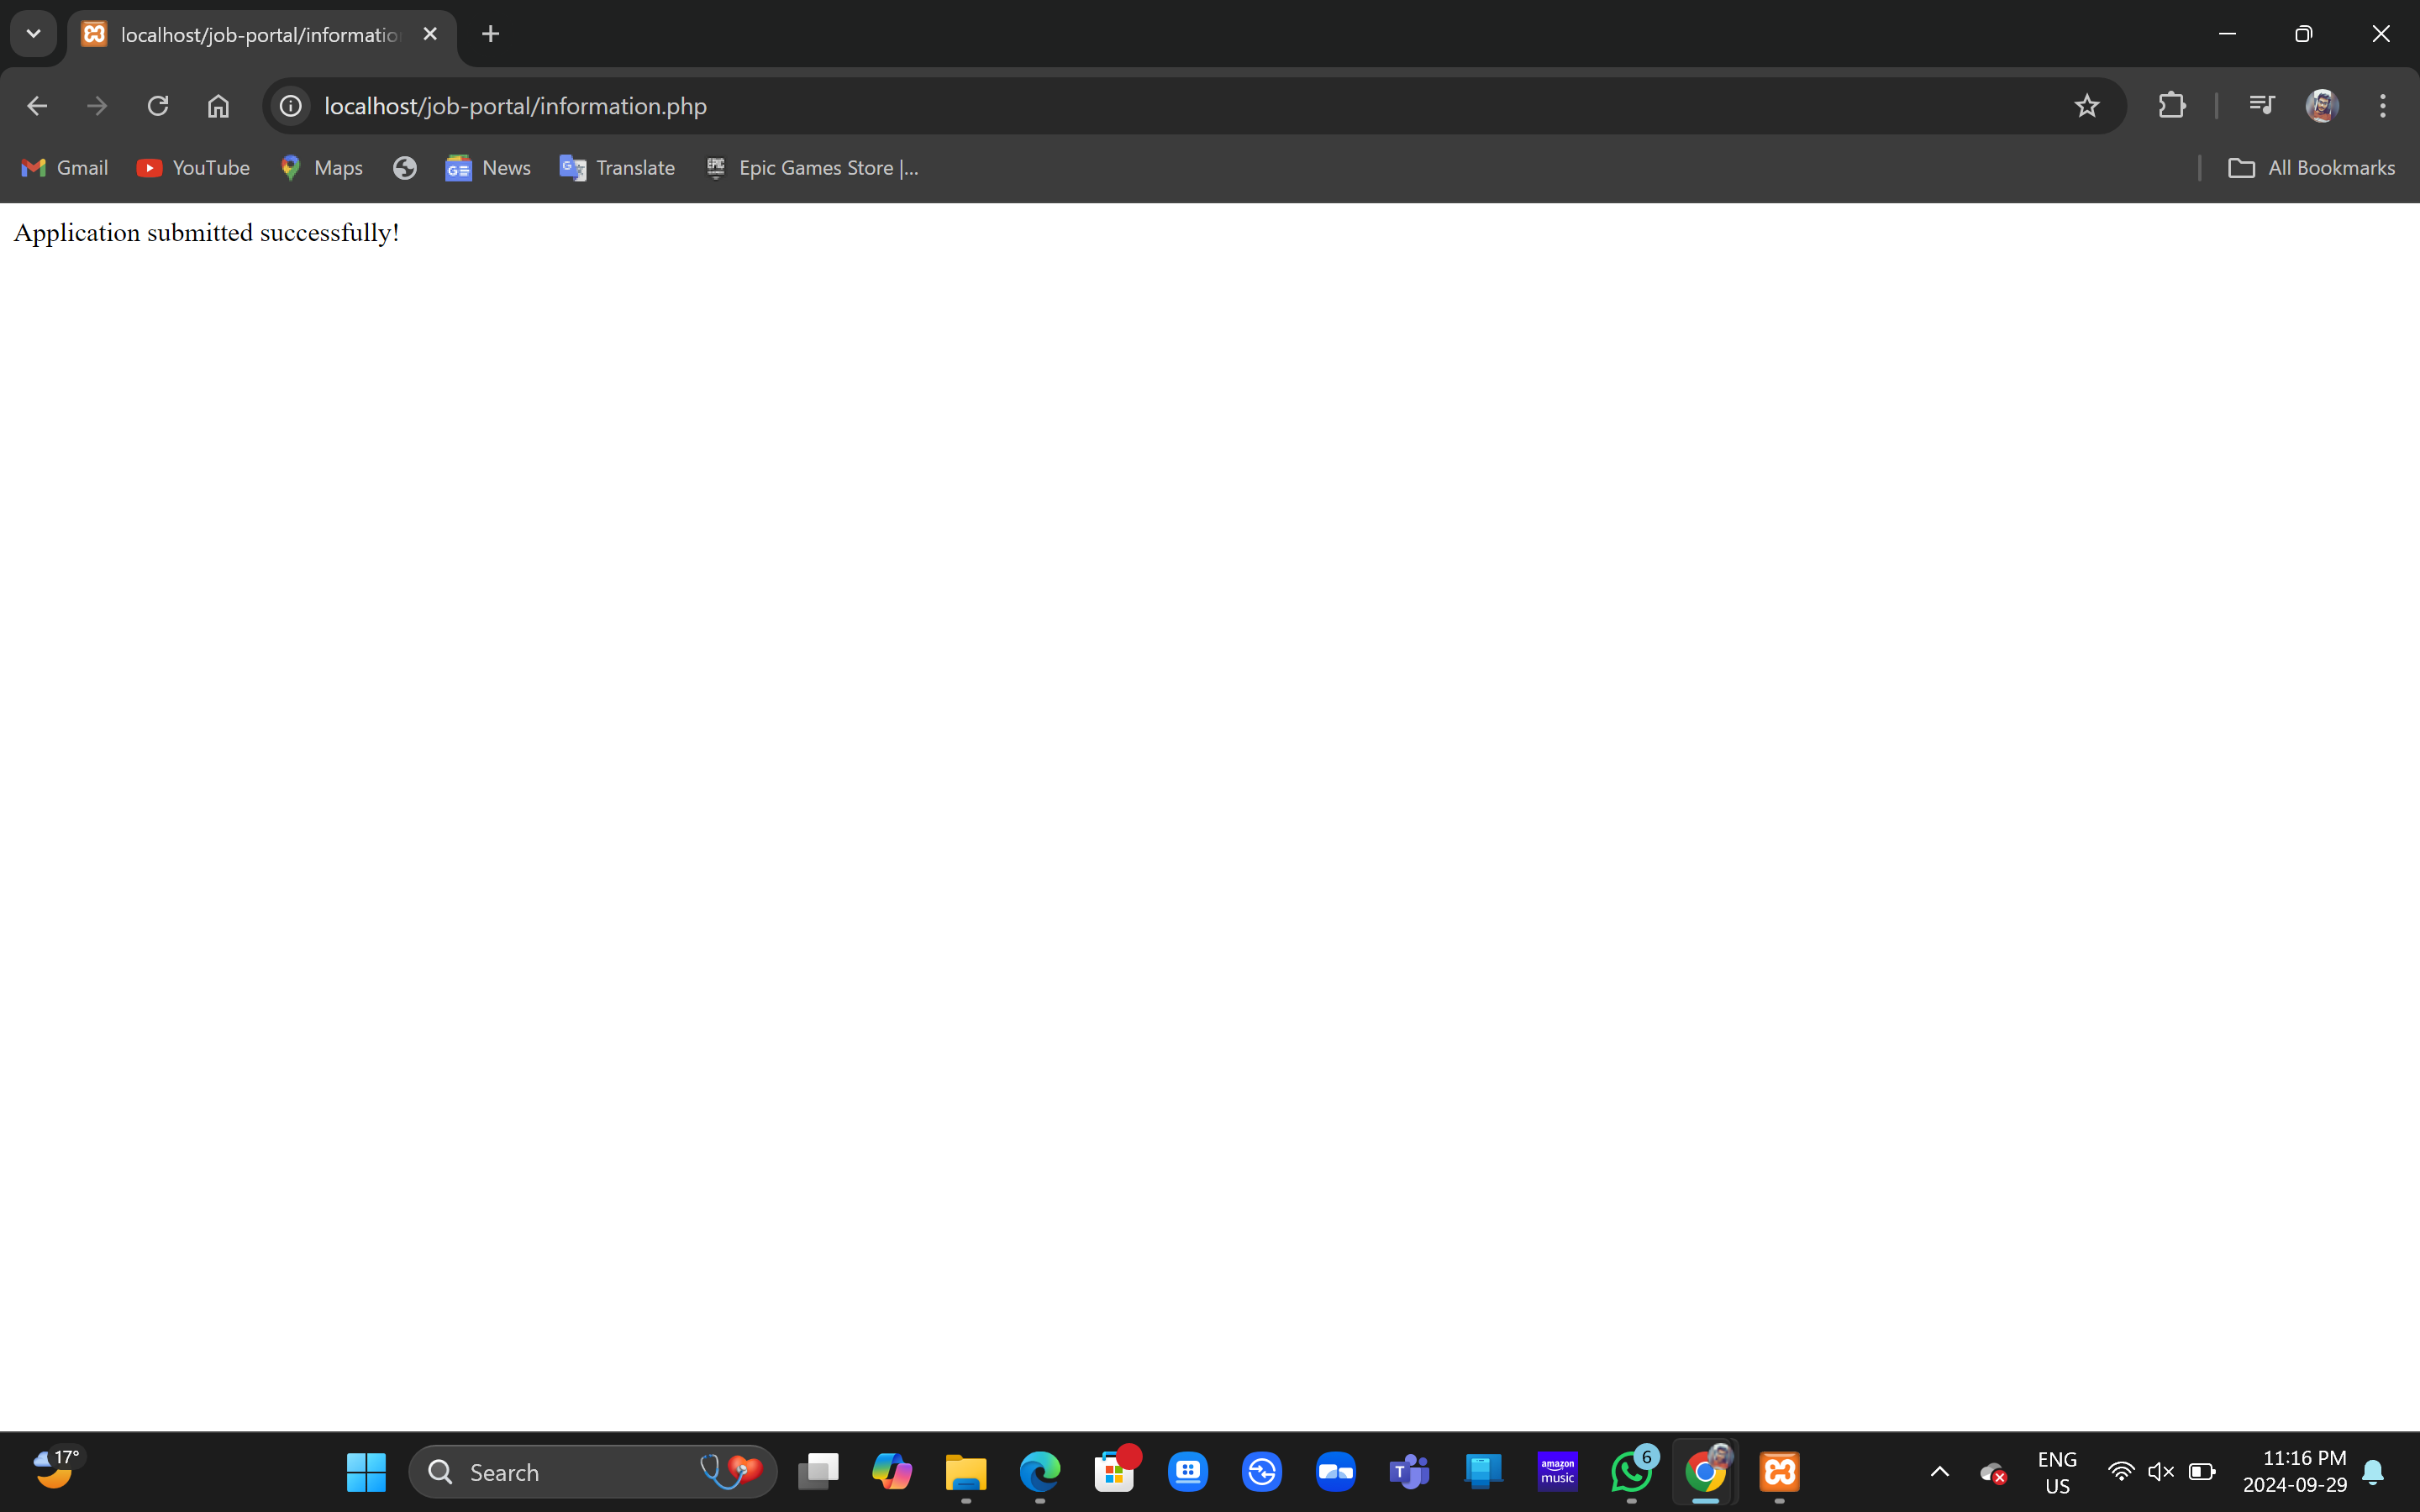 localhost/job-portal/informatio
localhost/job-portal/information.php
Gmail
YouTube
Maps
News
Translate
Epic Games Store |...
All Bookmarks
Application submitted successfully!
17°
Search
amazon
music
6
ENG
US
11:16 PM
2024-09-29